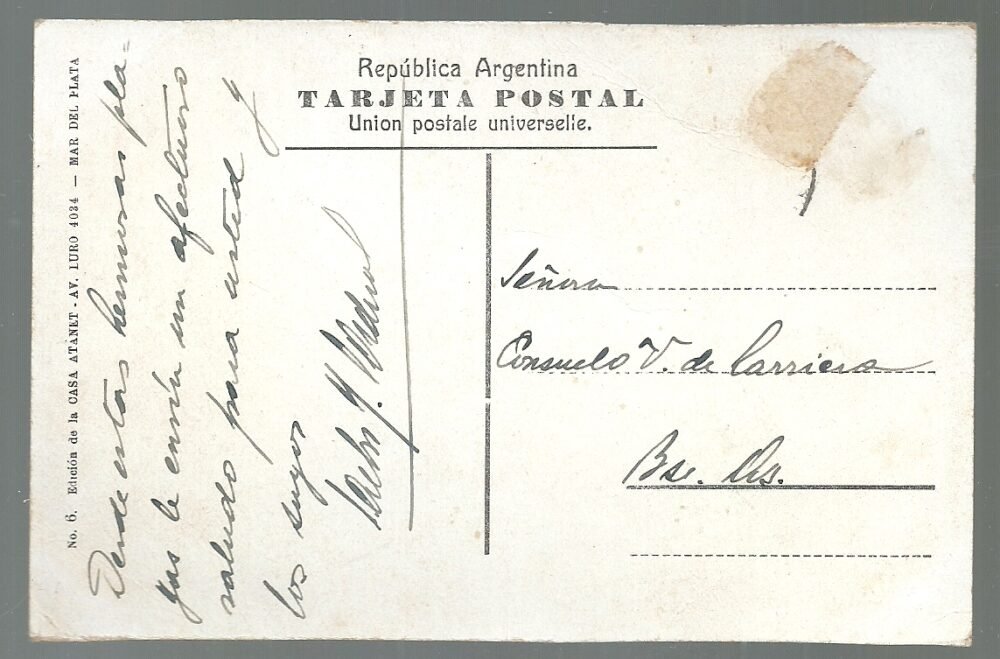 República Argentina
TARJETA POSTAL
Union postale universelle.
No. 6. Edición de la CASA ATANET - AV. LURO 4034 — MAR DEL PLATA
Desde estas hermosas pla-
yas le envío un afectuoso
saludo para usted y
los suyos
Señora
Consuelo V. de Carriera
Bs. As.